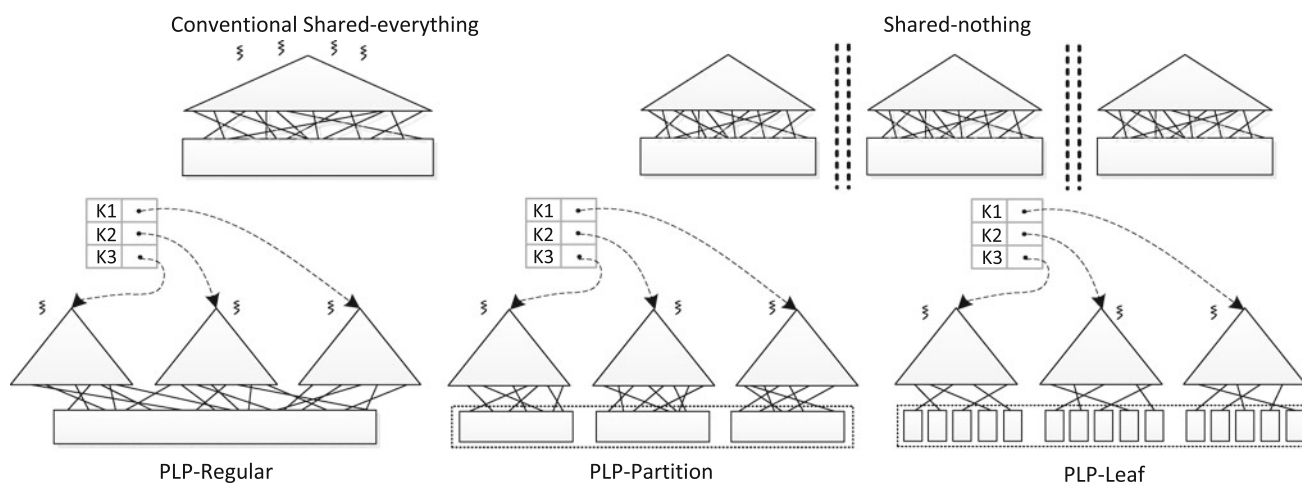 Conventional Shared-everything
Shared-nothing
K1
K2
K3
K1
K2
K3
K1
K2
K3
PLP-Regular
PLP-Partition
PLP-Leaf